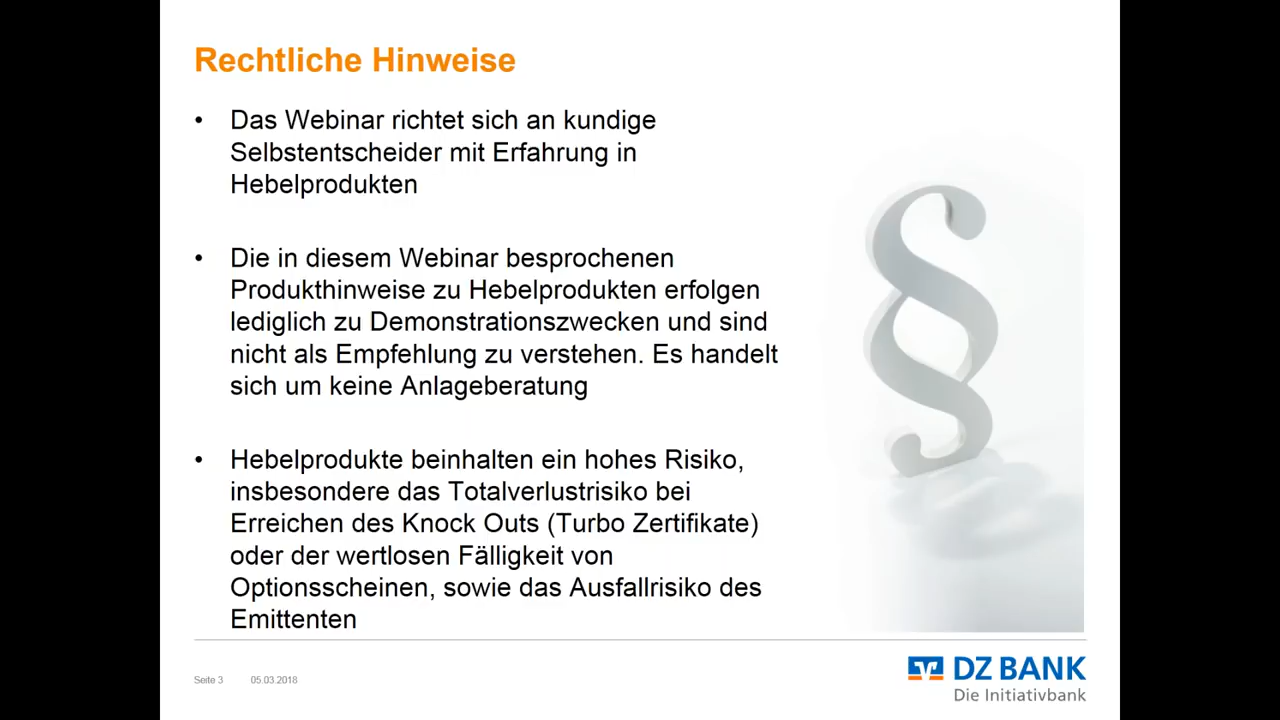 Rechtliche Hinweise
• Das Webinar richtet sich an kundige
Selbstentscheider mit Erfahrung in
Hebelprodukten
• Die in diesem Webinar besprochenen
Produkthinweise zu Hebelprodukten erfolgen
lediglich zu Demonstrationszwecken und sind
nicht als Empfehlung zu verstehen. Es handelt
sich um keine Anlageberatung
• Hebelprodukte beinhalten ein hohes Risiko,
insbesondere das Totalverlustrisiko bei
Erreichen des Knock Outs (Turbo Zertifikate)
oder der wertlosen Fälligkeit von
Optionsscheinen, sowie das Ausfallrisiko des
Emittenten
§
Seite 3 05.03.2018
DZ BANK
Die Initiativbank